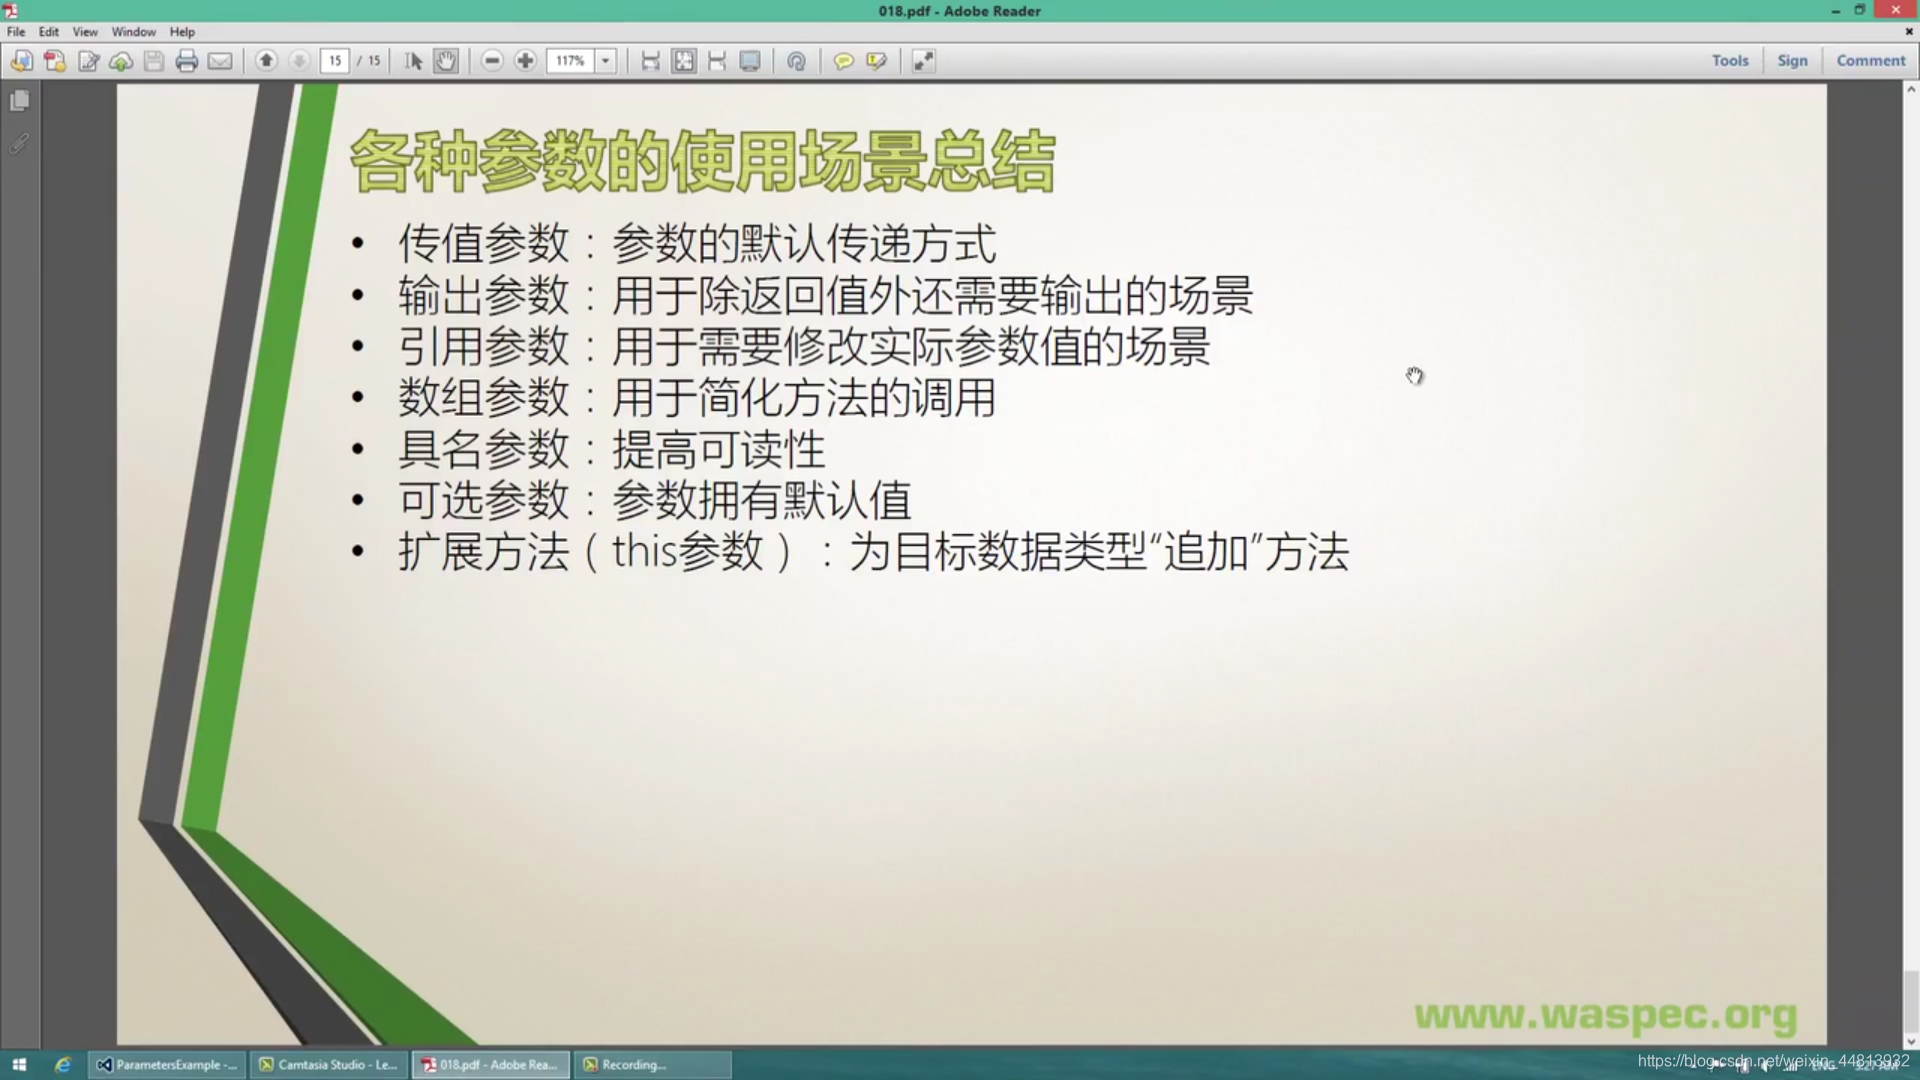 018.pdf - Adobe Reader
File Edit View Window Help
15 / 15 117% Tools Sign Comment
各种参数的使用场景总结
• 传值参数：参数的默认传递方式
• 输出参数：用于除返回值外还需要输出的场景
• 引用参数：用于需要修改实际参数值的场景
• 数组参数：用于简化方法的调用
• 具名参数：提高可读性
• 可选参数：参数拥有默认值
• 扩展方法（this参数）：为目标数据类型“追加”方法
www.waspec.org
ParametersExample -... Camtasia Studio - Le... 018.pdf - Adobe Rea... Recording...
https://blog.csdn.net/weixin_44813932